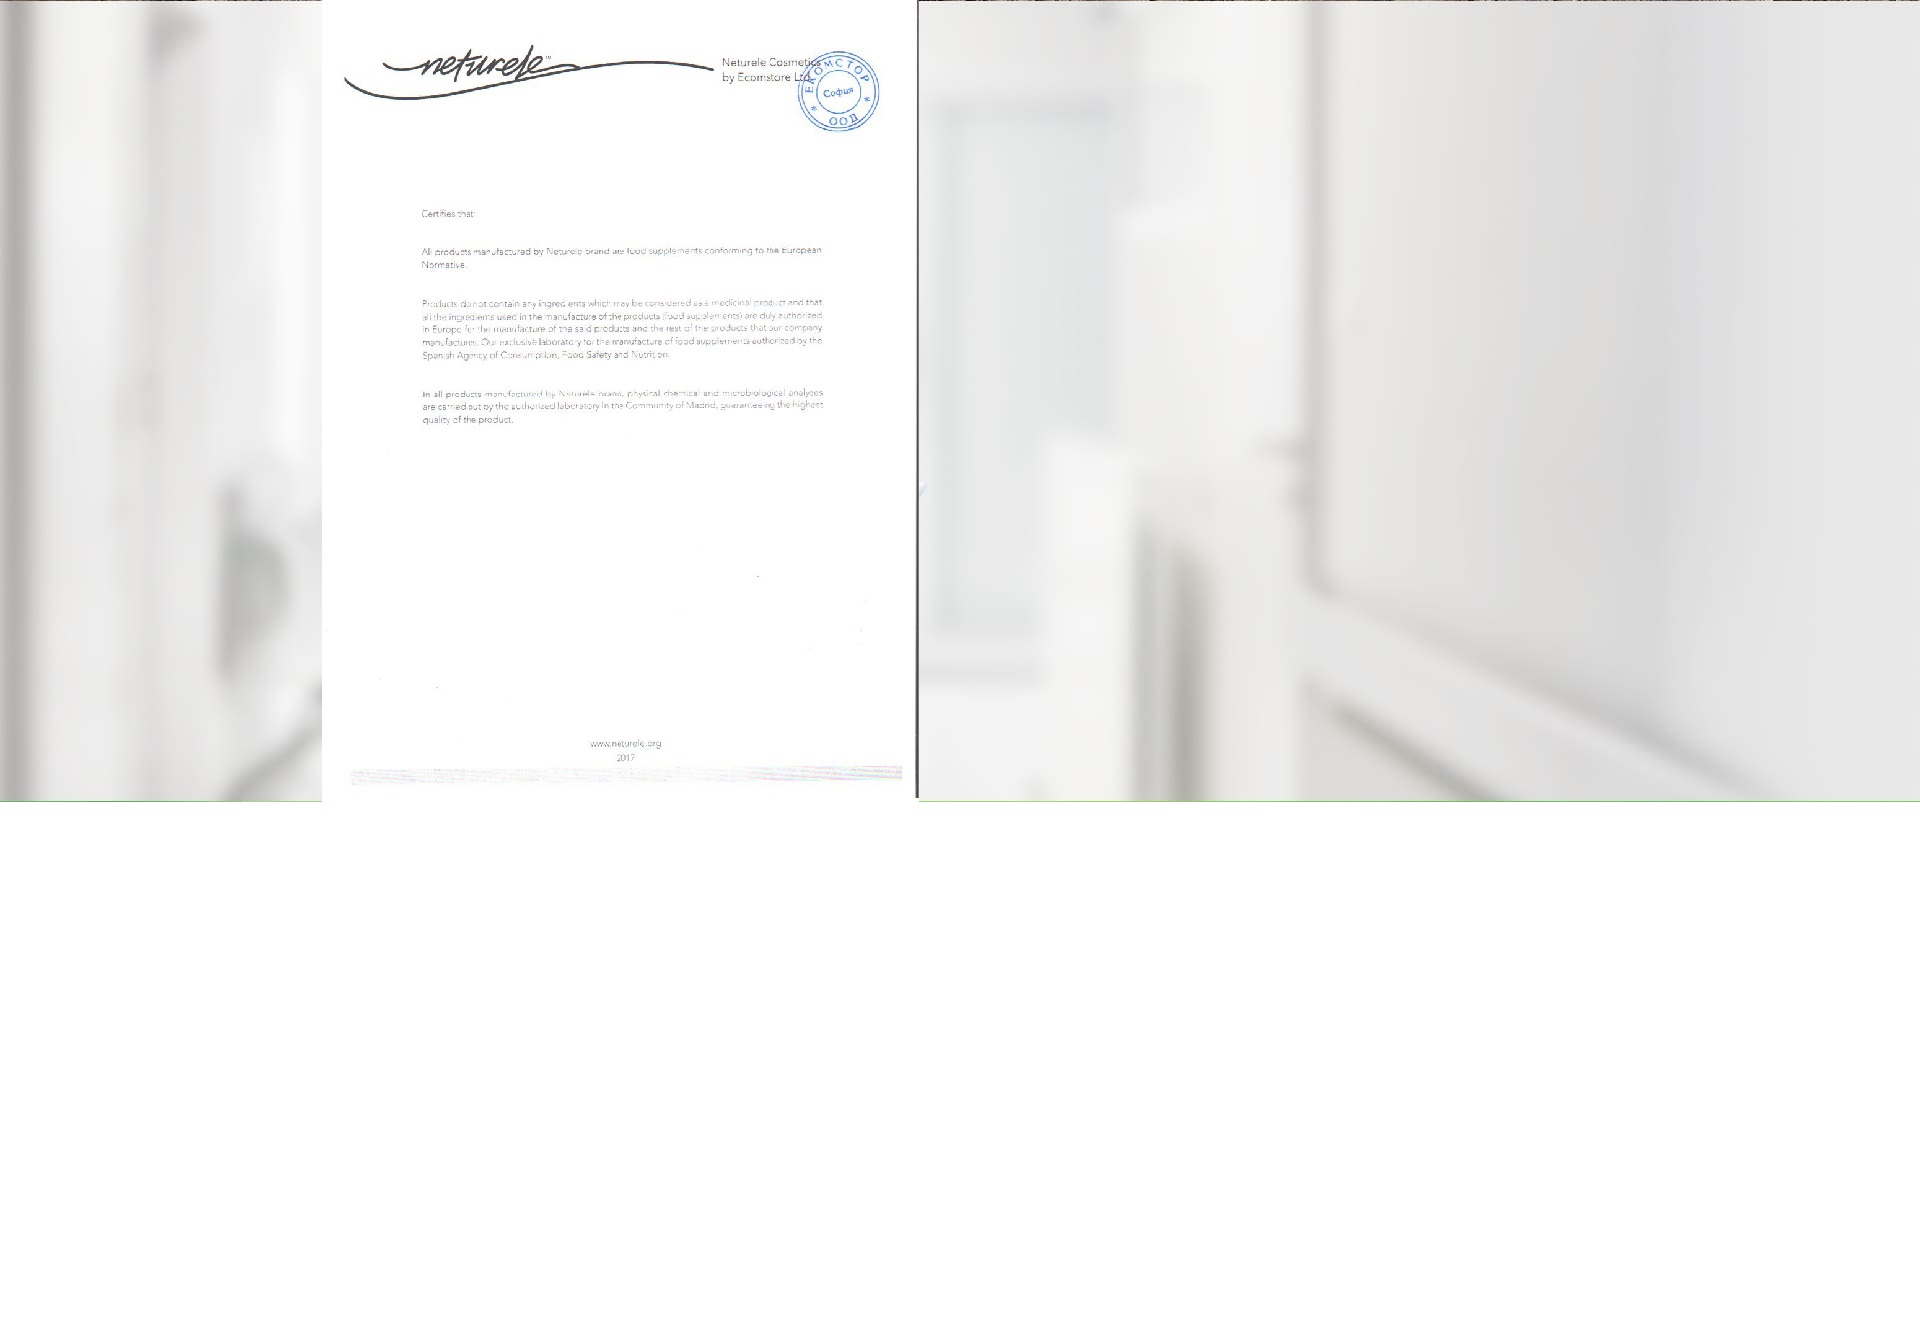 neturele™
Neturele Cosmetics
by Ecomstore Ltd.
ЕКОМСТОР
София
ООД
Certifies that:
All products manufactured by Neturele brand are food supplements conforming to the European
Normative.
Products do not contain any ingredients which may be considered as a medicinal product and that
all the ingredients used in the manufacture of the products (food supplements) are duly authorized
in Europe for the manufacture of the said products and the rest of the products that our company
manufactures. Our exclusive laboratory for the manufacture of food supplements authorized by the
Spanish Agency of Consumption, Food Safety and Nutrition.
In all products manufactured by Neturele brand, physical chemical and microbiological analyzes
are carried out by the authorized laboratory in the Community of Madrid, guaranteeing the highest
quality of the product.
www.neturele.org
2017